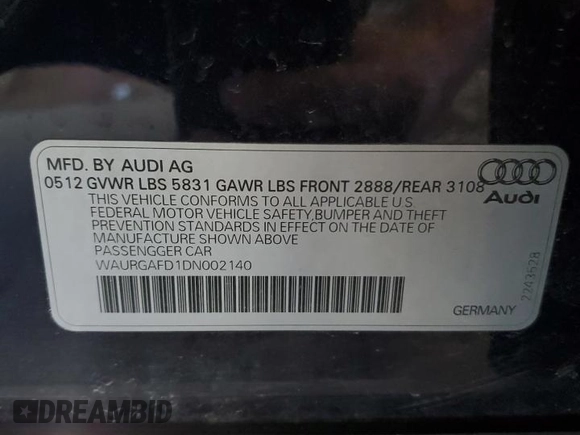 MFD. BY AUDI AG
0512 GVWR LBS 5831 GAWR LBS FRONT 2888/REAR 3108
THIS VEHICLE CONFORMS TO ALL APPLICABLE U.S.
FEDERAL MOTOR VEHICLE SAFETY,BUMPER AND THEFT
PREVENTION STANDARDS IN EFFECT ON THE DATE OF
MANUFACTURE SHOWN ABOVE
PASSENGGER CAR
WAURGAFD1DN002140
Audi
2243528
GERMANY
DREAMBID